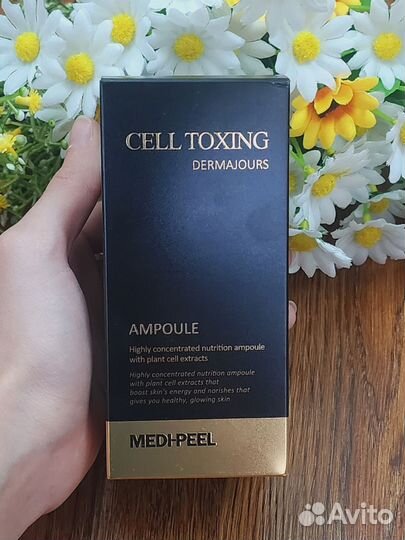 CELL TOXING
DERMAJOURS
AMPOULE
Highly concentrated nutrition ampoule
with plant cell extracts
Highly concentrated nutrition ampoule
with plant cell extracts that
boost skin's energy and norishes that
gives you healthy, glowing skin
MEDI-PEEL
Avito